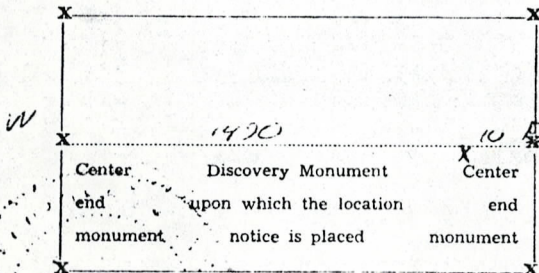 X X
W X 1490 X 10 E
X
Center Discovery Monument Center
end upon which the location end
monument notice is placed monument
X X